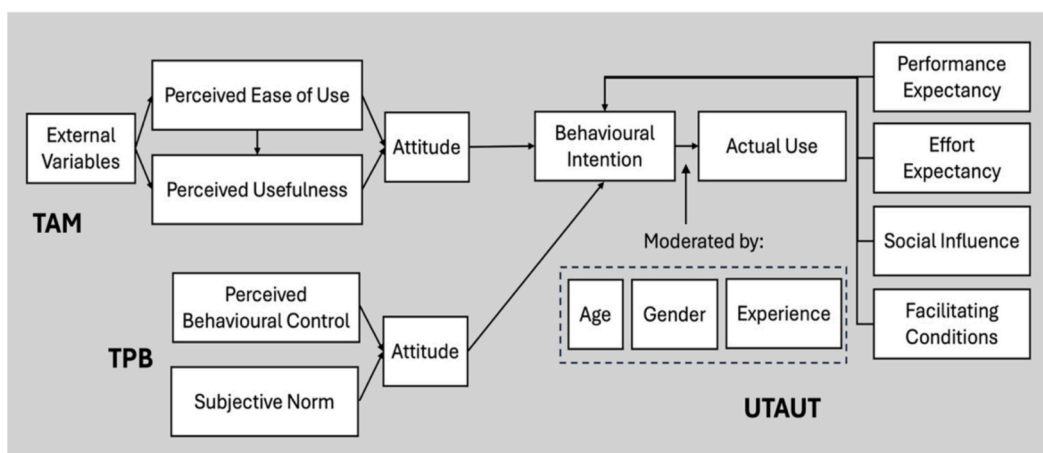 External
Variables
Perceived Ease of Use
Perceived Usefulness
Attitude
TAM
Perceived
Behavioural Control
Subjective Norm
Attitude
TPB
Behavioural
Intention
Actual Use
Moderated by:
Age
Gender
Experience
Performance
Expectancy
Effort
Expectancy
Social Influence
Facilitating
Conditions
UTAUT